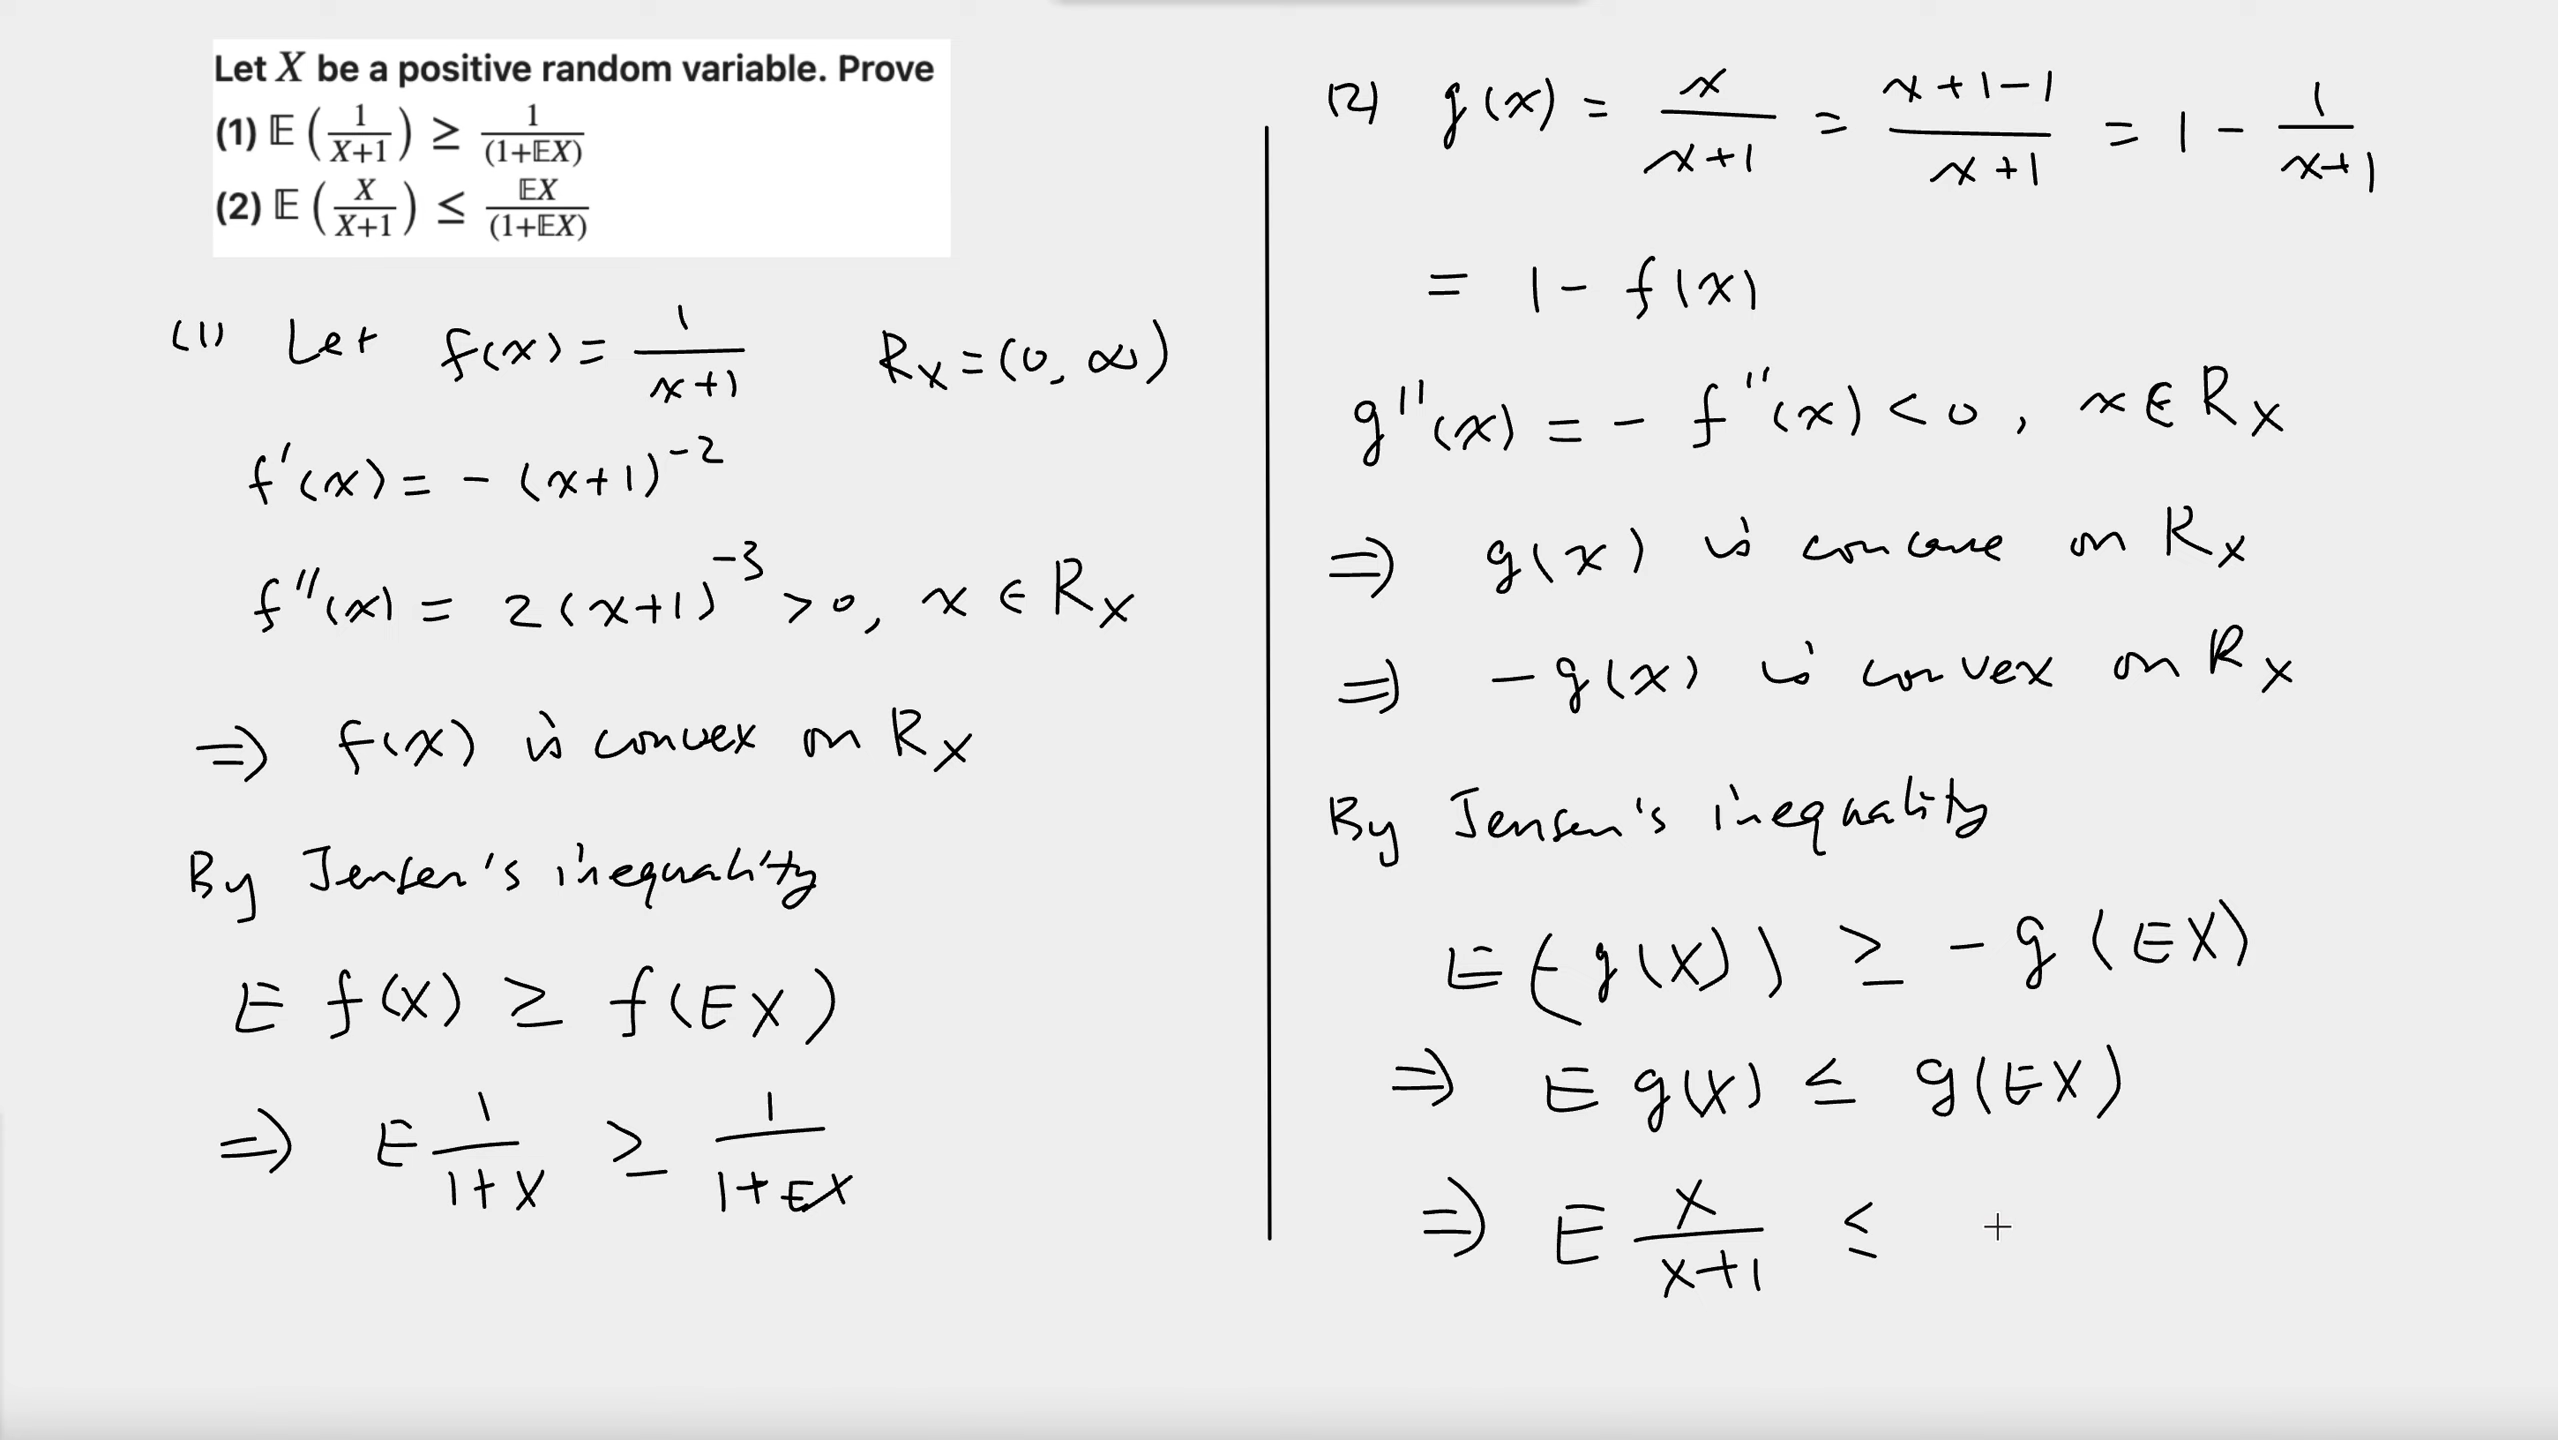 Let X be a positive random variable. Prove
(1) 𝔼 (1/(X+1)) ≥ 1/(1+𝔼X)
(2) 𝔼 (X/(X+1)) ≤ 𝔼X/(1+𝔼X)
(1) Let f(x) = 1/(x+1)   R_X = (0, ∞)
f'(x) = - (x+1)^-2
f''(x) = 2(x+1)^-3 > 0, x ∈ R_X
⇒ f(x) is convex on R_X
By Jensen's inequality
E f(X) ≥ f(EX)
⇒ E 1/(1+X) ≥ 1/(1+EX)
(2) g(x) = x/(x+1) = (x+1-1)/(x+1) = 1 - 1/(x+1)
= 1 - f(x)
g''(x) = - f''(x) < 0, x ∈ R_X
⇒ g(x) is concave on R_X
⇒ -g(x) is convex on R_X
By Jensen's inequality
E(-g(X)) ≥ -g(EX)
⇒ E g(X) ≤ g(EX)
⇒ E X/(X+1) ≤